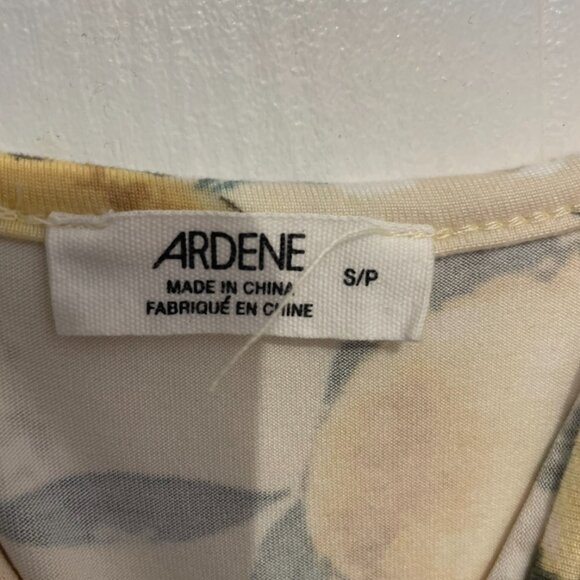 ARDENE
S/P
MADE IN CHINA
FABRIQUÉ EN CHINE